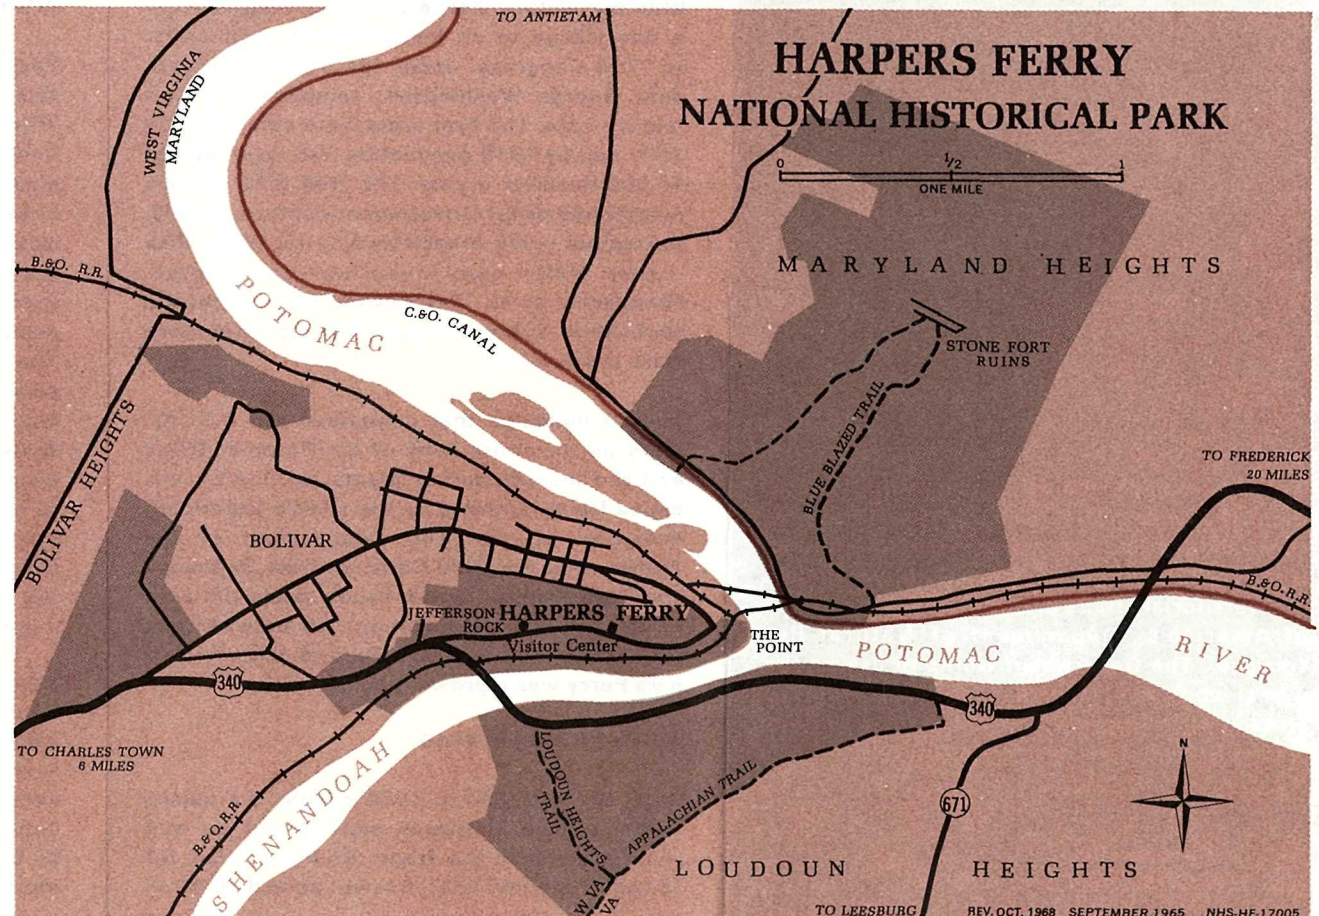 TO ANTIETAM
HARPERS FERRY
NATIONAL HISTORICAL PARK
0 1/2 1
ONE MILE
WEST VIRGINIA
MARYLAND
MARYLAND HEIGHTS
B.&O. R.R.
POTOMAC
C.&O. CANAL
STONE FORT
RUINS
BLUE BLAZED TRAIL
BOLIVAR HEIGHTS
TO FREDERICK
20 MILES
BOLIVAR
B.&O.R.R.
JEFFERSON
ROCK
HARPERS FERRY
Visitor Center
THE
POINT
POTOMAC
RIVER
340
340
TO CHARLES TOWN
6 MILES
LOUDOUN HEIGHTS
TRAIL
APPALACHIAN TRAIL
N
671
B.&O.R.R.
SHENANDOAH
LOUDOUN HEIGHTS
W VA
VA
TO LEESBURG
REV. OCT. 1968 SEPTEMBER 1965 NHS-HF-17005